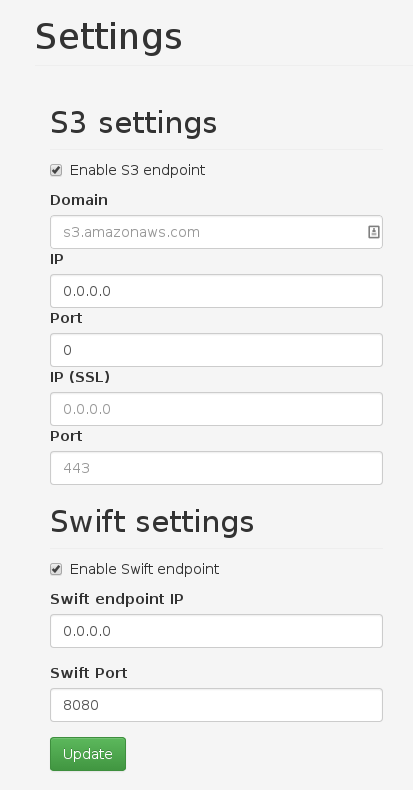 Settings
S3 settings
Enable S3 endpoint
Domain
s3.amazonaws.com
IP
0.0.0.0
Port
0
IP (SSL)
0.0.0.0
Port
443
Swift settings
Enable Swift endpoint
Swift endpoint IP
0.0.0.0
Swift Port
8080
Update